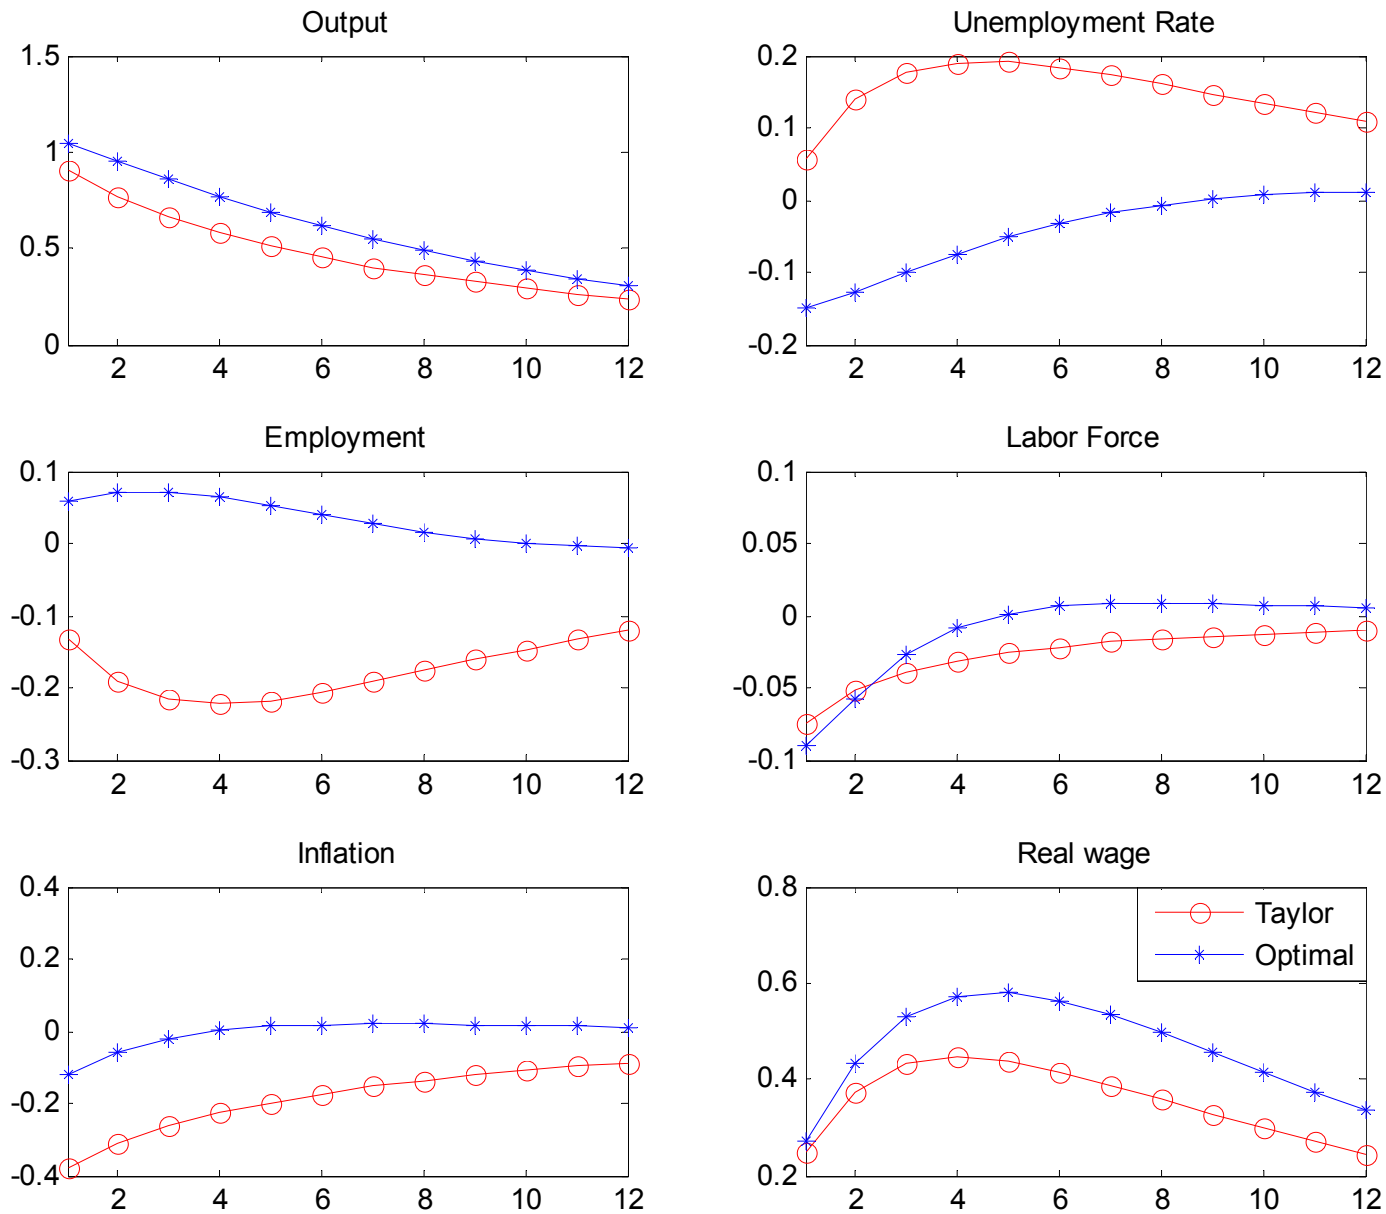 Output
1.5
1
0.5
0
2 4 6 8 10 12
Unemployment Rate
0.2
0.1
0
-0.1
-0.2
2 4 6 8 10 12
Employment
0.1
0
-0.1
-0.2
-0.3
2 4 6 8 10 12
Labor Force
0.1
0.05
0
-0.05
-0.1
2 4 6 8 10 12
Inflation
0.4
0.2
0
-0.2
-0.4
2 4 6 8 10 12
Real wage
0.8
0.6
0.4
0.2
Taylor
Optimal
2 4 6 8 10 12